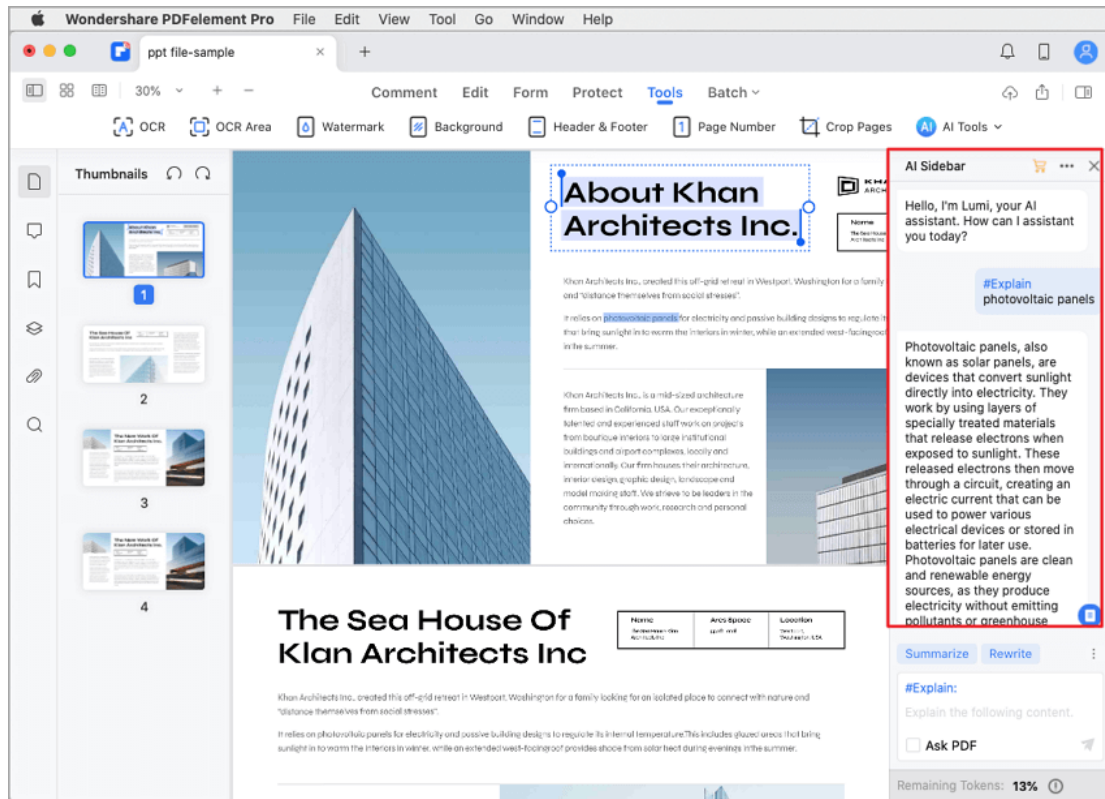 Wondershare PDFelement Pro File Edit View Tool Go Window Help
ppt file-sample
30%
Comment Edit Form Protect Tools Batch
OCR OCR Area Watermark Background Header & Footer 1 Page Number Crop Pages AI AI Tools
Thumbnails
1
2
3
4
About Khan
Architects Inc.
Name
Khan Architects Inc., created this off-grid retreat in Westport, Washington for a family
and "distance themselves from social stresses".
It relies on photovoltaic panels for electricity and passive building designs to regulate it
that bring sunlight in to warm the interiors in winter, while an extended west-facingroof
in the summer.
Khan Architects Inc., is a mid-sized architecture
firm based in California, USA. Our exceptionally
talented and experienced staff work on projects
from boutique interiors to large institutional
buildings and airport complexes, locally and
internationally. Our firm houses their architecture,
interior design, graphic design, landscape and
model making staff. We strieve to be leaders in the
community through work, research and personal
choices.
The Sea House Of
Klan Architects Inc
Name Area Space Location
Westport,
Washington, USA
Khan Architects Inc., created this off-grid retreat in Westport, Washington for a family looking for an isolated place to connect with nature and
"distance themselves from social stresses".
It relies on photovoltaic panels for electricity and passive building designs to regulate its internal temperature.This includes glazed areas that bring
sunlight in to warm the interiors in winter, while an extended west-facingroof provides shade from solar heat during evenings in the summer.
AI Sidebar
Hello, I'm Lumi, your AI
assistant. How can I assistant
you today?
#Explain
photovoltaic panels
Photovoltaic panels, also
known as solar panels, are
devices that convert sunlight
directly into electricity. They
work by using layers of
specially treated materials
that release electrons when
exposed to sunlight. These
released electrons then move
through a circuit, creating an
electric current that can be
used to power various
electrical devices or stored in
batteries for later use.
Photovoltaic panels are clean
and renewable energy
sources, as they produce
electricity without emitting
pollutants or greenhouse
Summarize Rewrite
#Explain:
Explain the following content.
Ask PDF
Remaining Tokens: 13%